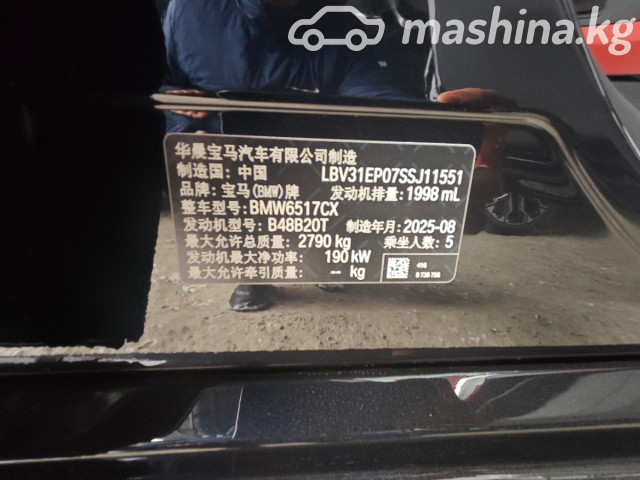 mashina.kg
华晨宝马汽车有限公司制造
制造国: 中国 LBV31EP07SSJ11551
品牌: 宝马(BMW)牌 发动机排量: 1998 mL
整车型号: BMW6517CX
发动机型号: B48B20T 制造年月: 2025-08
最大允许总质量: 2790 kg 乘坐人数: 5
发动机最大净功率: 190 kW
最大允许牵引质量: -- kg
416